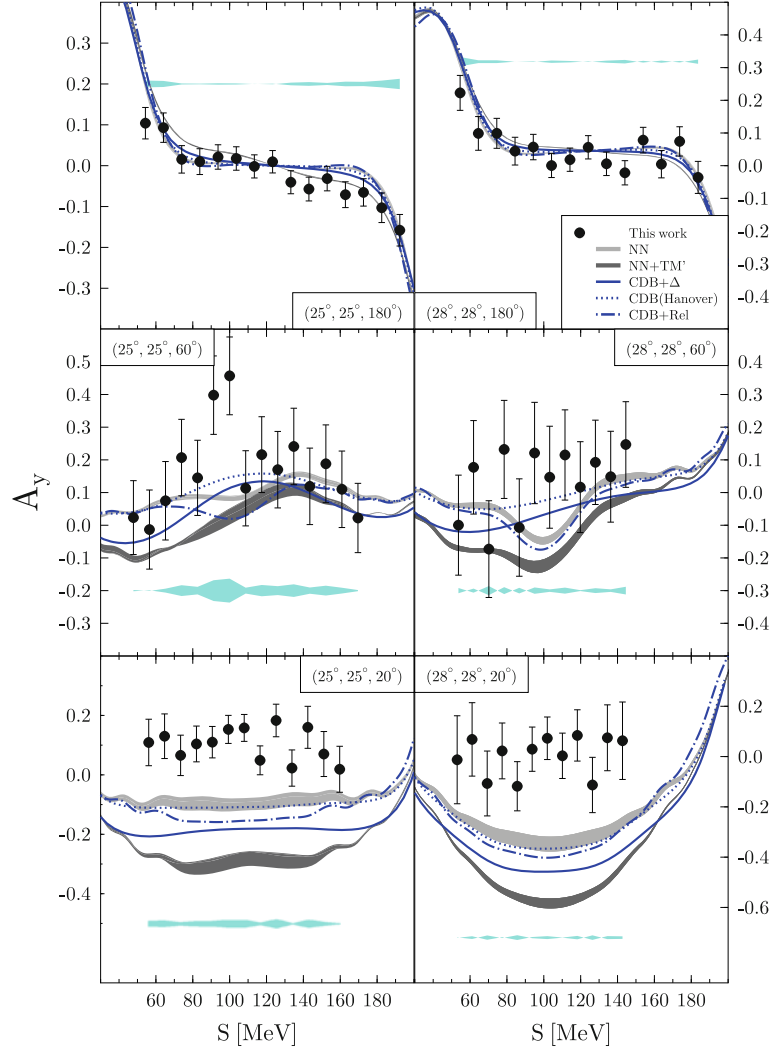 0.3
0.2
0.1
0.0
-0.1
-0.2
-0.3
0.4
0.3
0.2
0.1
0.0
-0.1
-0.2
-0.3
-0.4
This work
NN
NN+TM'
CDB+Δ
CDB(Hanover)
CDB+Rel
(25°, 25°, 180°)
(28°, 28°, 180°)
(25°, 25°, 60°)
(28°, 28°, 60°)
0.5
0.4
0.3
0.2
0.1
0.0
-0.1
-0.2
-0.3
0.5
0.4
0.3
0.2
0.1
0.0
-0.1
-0.2
-0.3
-0.4
A_y
(25°, 25°, 20°)
(28°, 28°, 20°)
0.2
0.0
-0.2
-0.4
0.2
0.0
-0.2
-0.4
-0.6
60 80 100 120 140 160 180
60 80 100 120 140 160 180
S [MeV]
S [MeV]